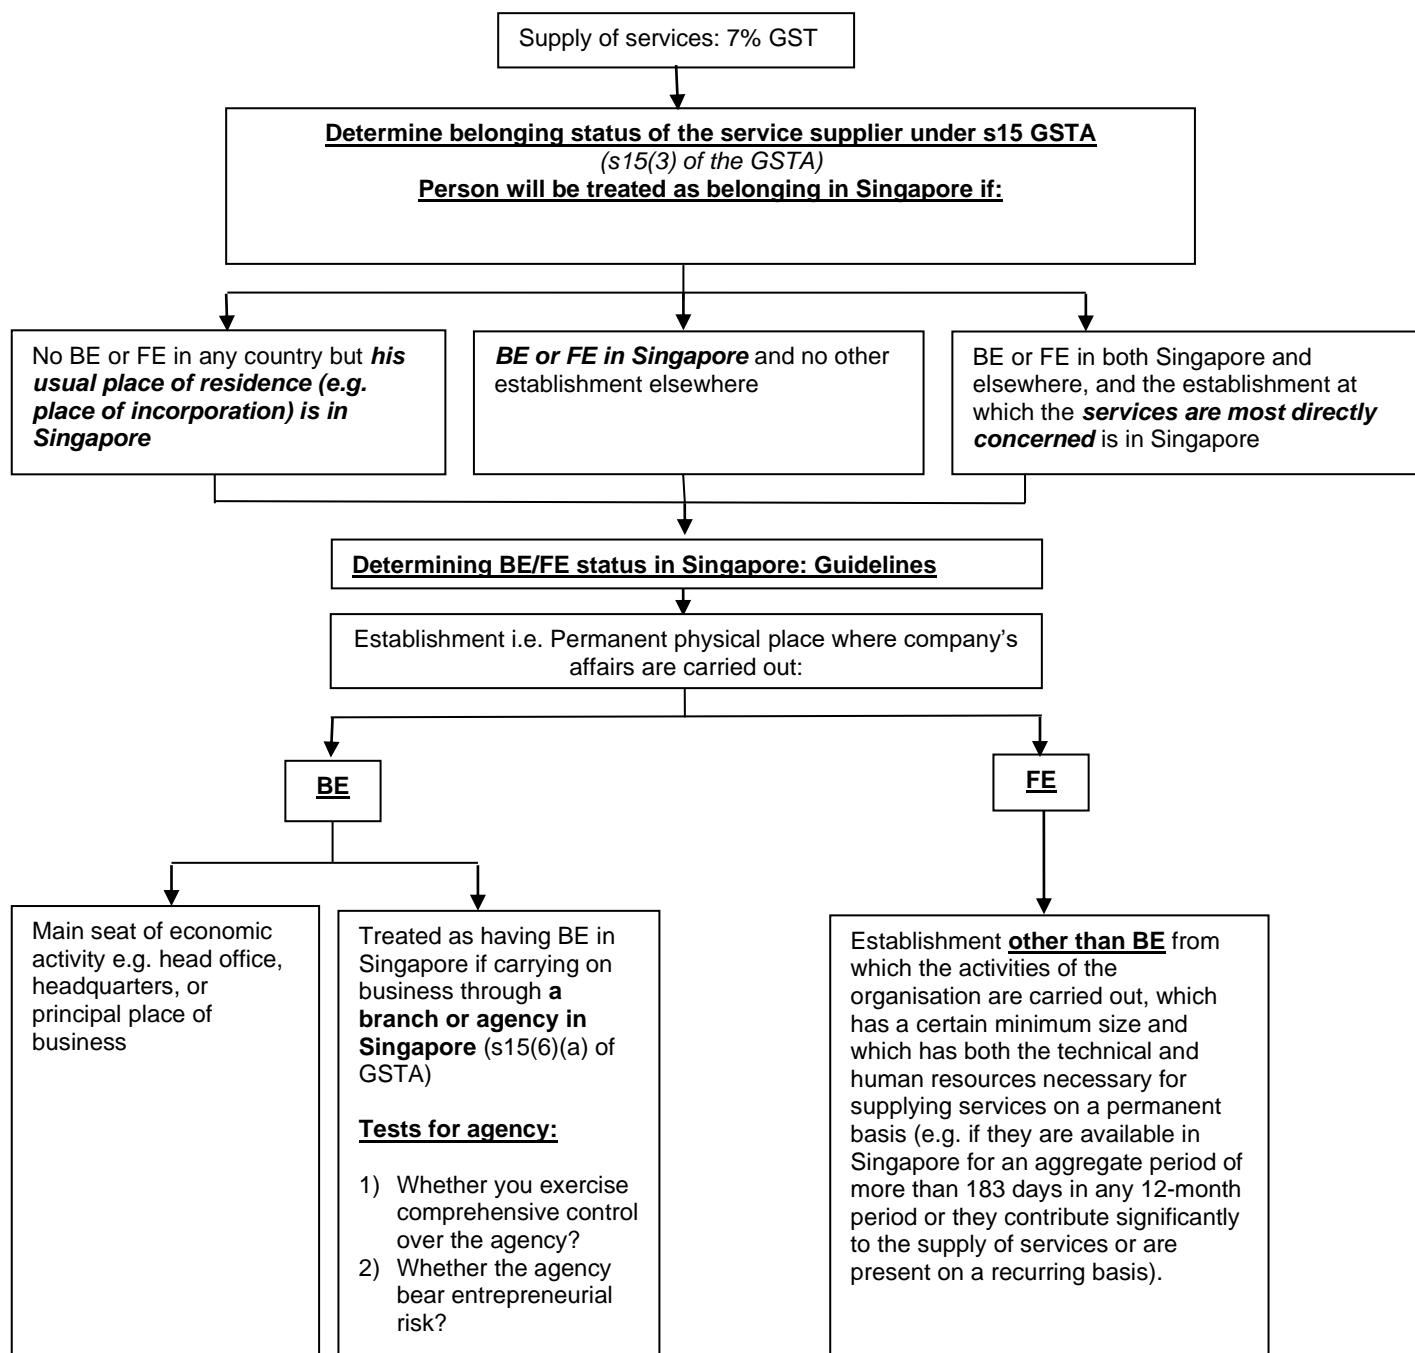 Supply of services: 7% GST
Determine belonging status of the service supplier under s15 GSTA
(s15(3) of the GSTA)
Person will be treated as belonging in Singapore if:
No BE or FE in any country but his
usual place of residence (e.g.
place of incorporation) is in
Singapore
BE or FE in Singapore and no other
establishment elsewhere
BE or FE in both Singapore and
elsewhere, and the establishment at
which the services are most directly
concerned is in Singapore
Determining BE/FE status in Singapore: Guidelines
Establishment i.e. Permanent physical place where company's
affairs are carried out:
BE
FE
Main seat of economic
activity e.g. head office,
headquarters, or
principal place of
business
Treated as having BE in
Singapore if carrying on
business through a
branch or agency in
Singapore (s15(6)(a) of
GSTA)
Tests for agency:
1) Whether you exercise
comprehensive control
over the agency?
2) Whether the agency
bear entrepreneurial
risk?
Establishment other than BE from
which the activities of the
organisation are carried out, which
has a certain minimum size and
which has both the technical and
human resources necessary for
supplying services on a permanent
basis (e.g. if they are available in
Singapore for an aggregate period of
more than 183 days in any 12-month
period or they contribute significantly
to the supply of services or are
present on a recurring basis).